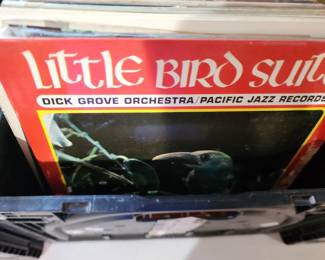 LITTLE BIRD SUIT
DICK GROVE ORCHESTRA/PACIFIC JAZZ RECORDS